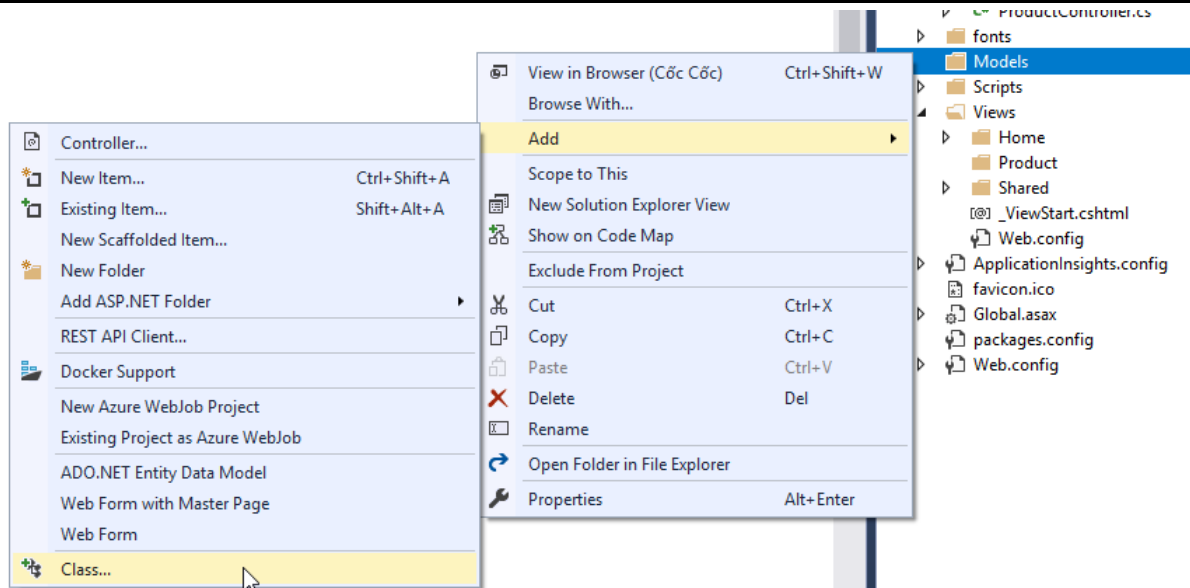 Controller...
New Item... Ctrl+Shift+A
Existing Item... Shift+Alt+A
New Scaffolded Item...
New Folder
Add ASP.NET Folder
REST API Client...
Docker Support
New Azure WebJob Project
Existing Project as Azure WebJob
ADO.NET Entity Data Model
Web Form with Master Page
Web Form
Class...
View in Browser (Cốc Cốc) Ctrl+Shift+W
Browse With...
Add
Scope to This
New Solution Explorer View
Show on Code Map
Exclude From Project
Cut Ctrl+X
Copy Ctrl+C
Paste Ctrl+V
Delete Del
Rename
Open Folder in File Explorer
Properties Alt+Enter
C# ProductController.cs
fonts
Models
Scripts
Views
Home
Product
Shared
[@] _ViewStart.cshtml
Web.config
ApplicationInsights.config
favicon.ico
Global.asax
packages.config
Web.config